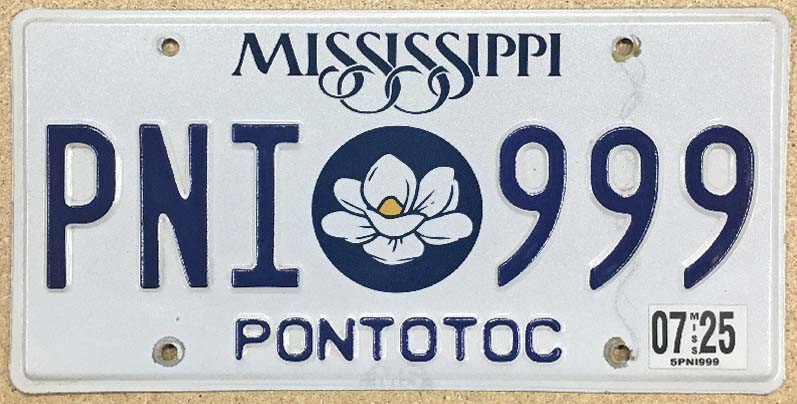 MISSISSIPPI
PNI 999
PONTOTOC
07 MISS 25
5PNI999